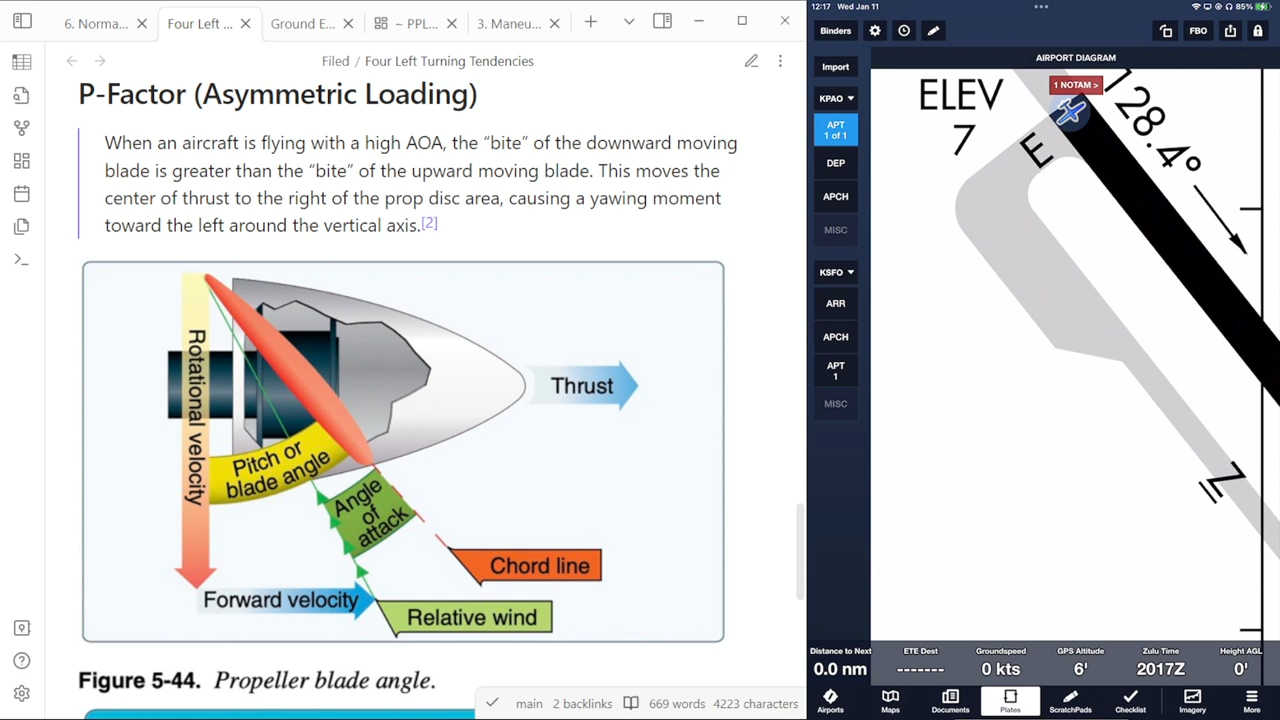 6. Norma...
Four Left ...
Ground E...
~ PPL...
3. Maneu...
Filed / Four Left Turning Tendencies
P-Factor (Asymmetric Loading)
When an aircraft is flying with a high AOA, the “bite” of the downward moving
blade is greater than the “bite” of the upward moving blade. This moves the
center of thrust to the right of the prop disc area, causing a yawing moment
toward the left around the vertical axis.[2]
Rotational velocity
Thrust
Pitch or
blade angle
Angle
of
attack
Chord line
Forward velocity
Relative wind
Figure 5-44. Propeller blade angle.
main
2 backlinks
669 words
4223 characters
12:17 Wed Jan 11
85%
Binders
FBO
Import
AIRPORT DIAGRAM
KPAO
APT
1 of 1
DEP
APCH
MISC
KSFO
ARR
APCH
APT
1
MISC
ELEV
7
1 NOTAM >
128.4°
E
Z
Distance to Next
0.0 nm
ETE Dest
-------
Groundspeed
0 kts
GPS Altitude
6'
Zulu Time
2017Z
Height AGL
0'
Airports
Maps
Documents
Plates
ScratchPads
Checklist
Imagery
More